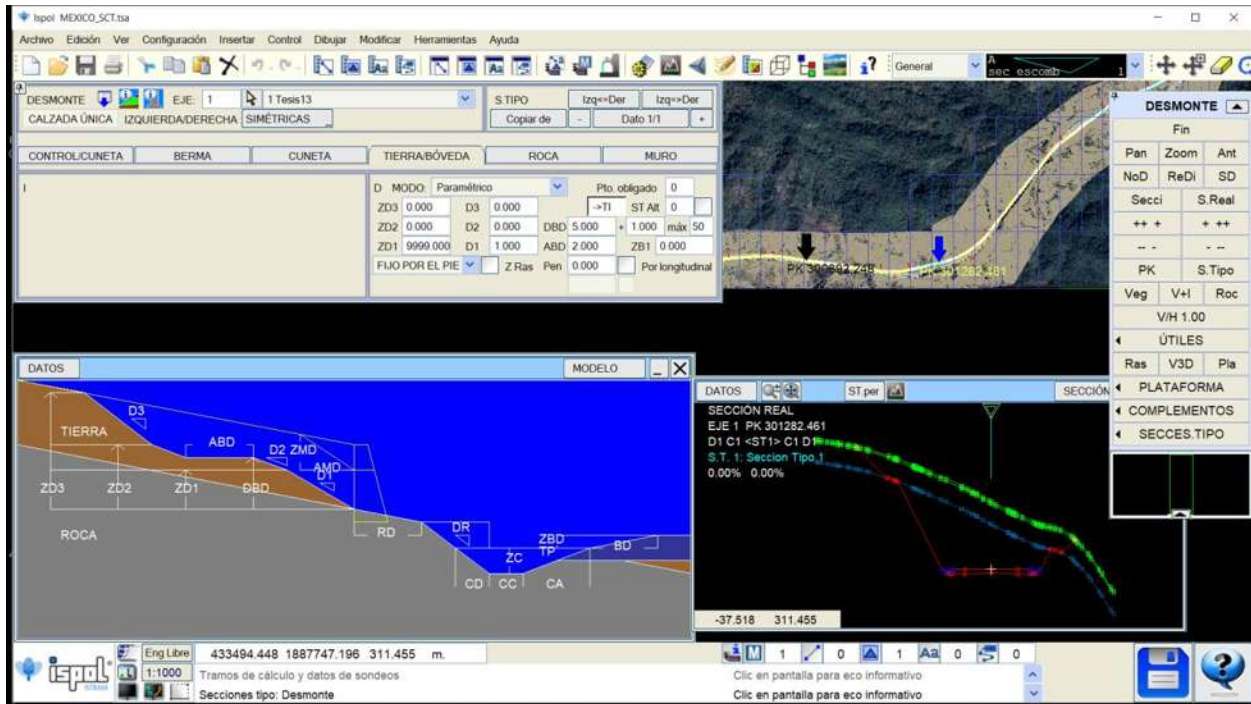 Ispol MEXICO_SCT.tsa
Archivo Edición Ver Configuración Insertar Control Dibujar Modificar Herramientas Ayuda
General
sec escomb 1
DESMONTE EJE: 1 1 Tesis13
CALZADA ÚNICA IZQUIERDA/DERECHA SIMÉTRICAS
S.TIPO Izq<=>Der Izq=>Der
Copiar de - Dato 1/1 +
CONTROL/CUNETA BERMA CUNETA TIERRA/BÓVEDA ROCA MURO
D MODO: Paramétrico Pto. obligado 0
ZD3 0.000 D3 0.000 ->TI ST Alt 0
ZD2 0.000 D2 0.000 DBD 5.000 + 1.000 máx 50
ZD1 9999.000 D1 1.000 ABD 2.000 ZB1 0.000
FIJO POR EL PIE Z Ras Pen 0.000 Por longitudinal
PK 301282.461
DESMONTE
Fin
Pan Zoom Ant
NoD ReDi SD
Secci S.Real
++ + + ++
-- - - --
PK S.Tipo
Veg V+I Roc
V/H 1.00
ÚTILES
Ras V3D Pla
PLATAFORMA
COMPLEMENTOS
SECCES.TIPO
DATOS MODELO
D3
TIERRA
ABD
D2 ZMD
AMD
D1
ZD3 ZD2 ZD1 DBD
ROCA
RD
DR
ZBD
BD
ZC TP
CD CC CA
DATOS ST.per SECCIÓN
SECCIÓN REAL
EJE 1 PK 301282.461
D1 C1 <ST1> C1 D1
S.T. 1: Seccion Tipo 1
0.00% 0.00%
-37.518 311.455
ispol
ISTRAM
Eng Libre 433494.448 1887747.196 311.455 m.
1 0 1 Aa 0 0
1:1000 Tramos de cálculo y datos de sondeos
Clic en pantalla para eco informativo
Secciones tipo: Desmonte
Clic en pantalla para eco informativo